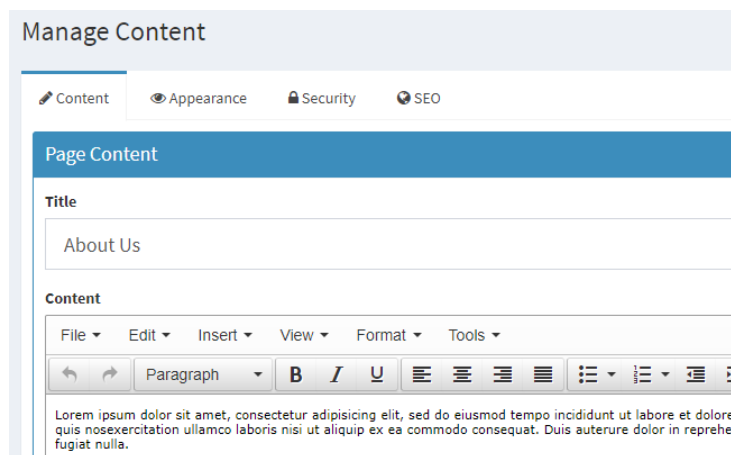 Manage Content
Content Appearance Security SEO
Page Content
Title
About Us
Content
File Edit Insert View Format Tools
Paragraph B I U
Lorem ipsum dolor sit amet, consectetur adipisicing elit, sed do eiusmod tempo incididunt ut labore et dolore
quis nosexercitation ullamco laboris nisi ut aliquip ex ea commodo consequat. Duis auterure dolor in reprehe
fugiat nulla.